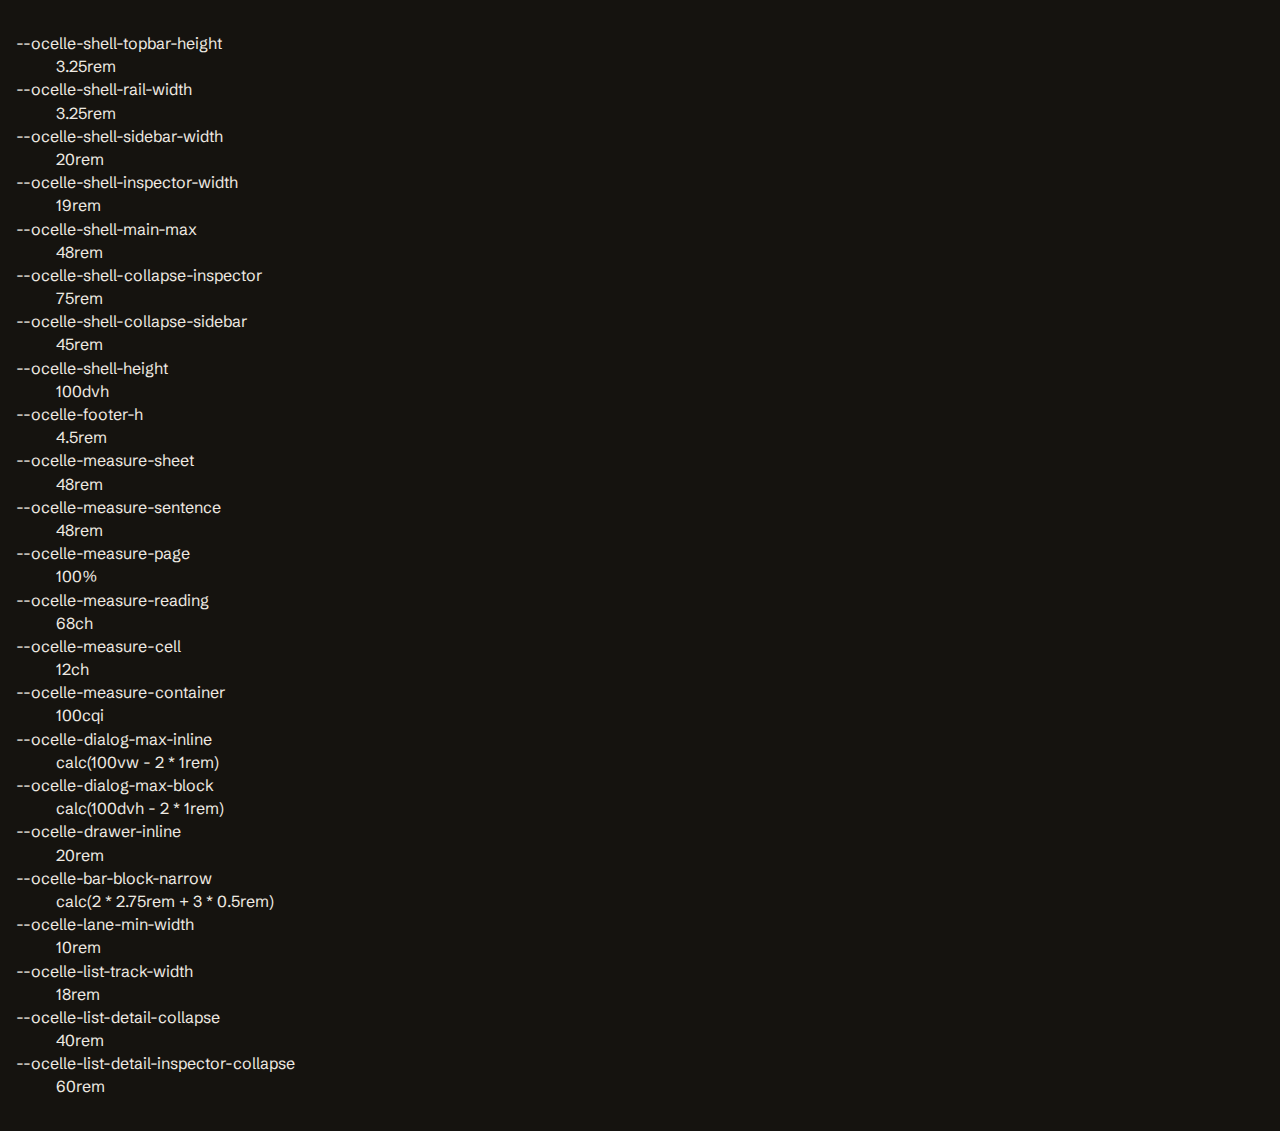 --ocelle-shell-topbar-height
3.25rem
--ocelle-shell-rail-width
3.25rem
--ocelle-shell-sidebar-width
20rem
--ocelle-shell-inspector-width
19rem
--ocelle-shell-main-max
48rem
--ocelle-shell-collapse-inspector
75rem
--ocelle-shell-collapse-sidebar
45rem
--ocelle-shell-height
100dvh
--ocelle-footer-h
4.5rem
--ocelle-measure-sheet
48rem
--ocelle-measure-sentence
48rem
--ocelle-measure-page
100%
--ocelle-measure-reading
68ch
--ocelle-measure-cell
12ch
--ocelle-measure-container
100cqi
--ocelle-dialog-max-inline
calc(100vw - 2 * 1rem)
--ocelle-dialog-max-block
calc(100dvh - 2 * 1rem)
--ocelle-drawer-inline
20rem
--ocelle-bar-block-narrow
calc(2 * 2.75rem + 3 * 0.5rem)
--ocelle-lane-min-width
10rem
--ocelle-list-track-width
18rem
--ocelle-list-detail-collapse
40rem
--ocelle-list-detail-inspector-collapse
60rem